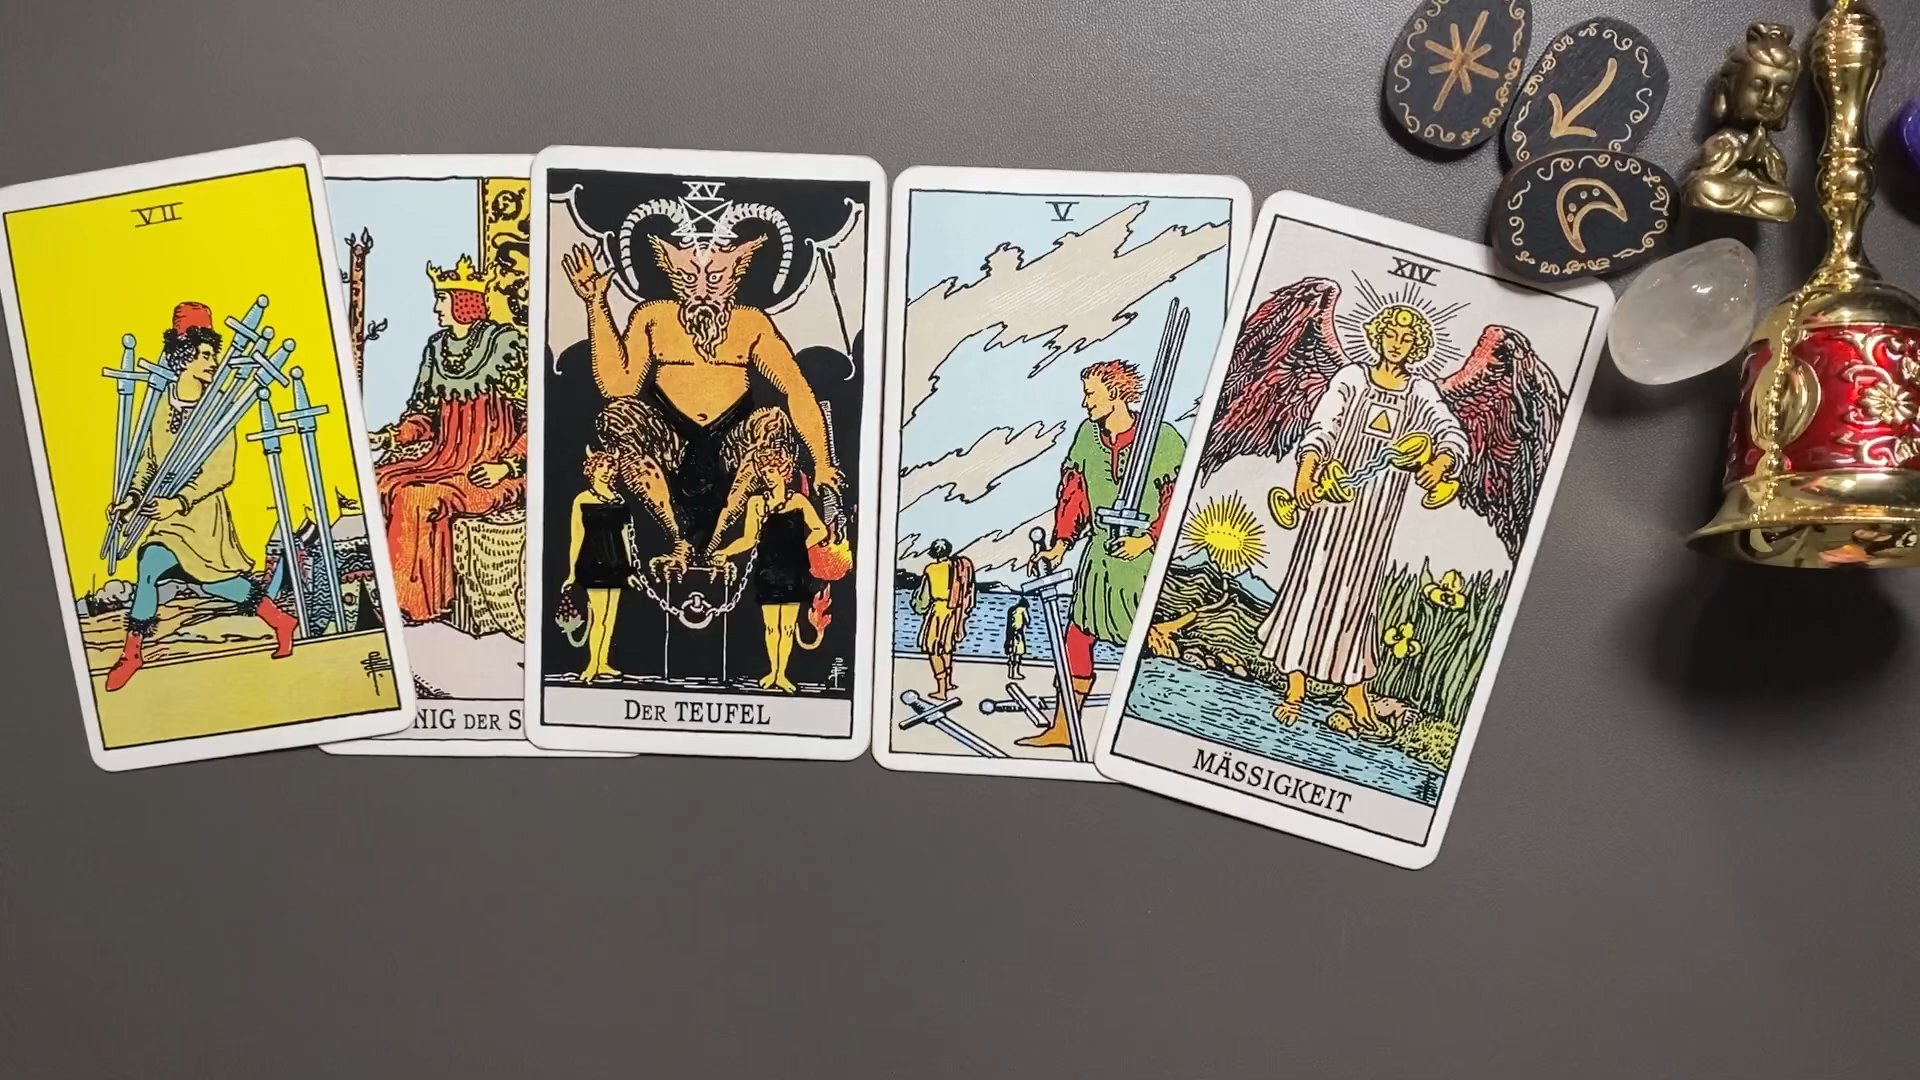 VII
NIG DER S
XV
DER TEUFEL
V
XIV
MÄSSIGKEIT